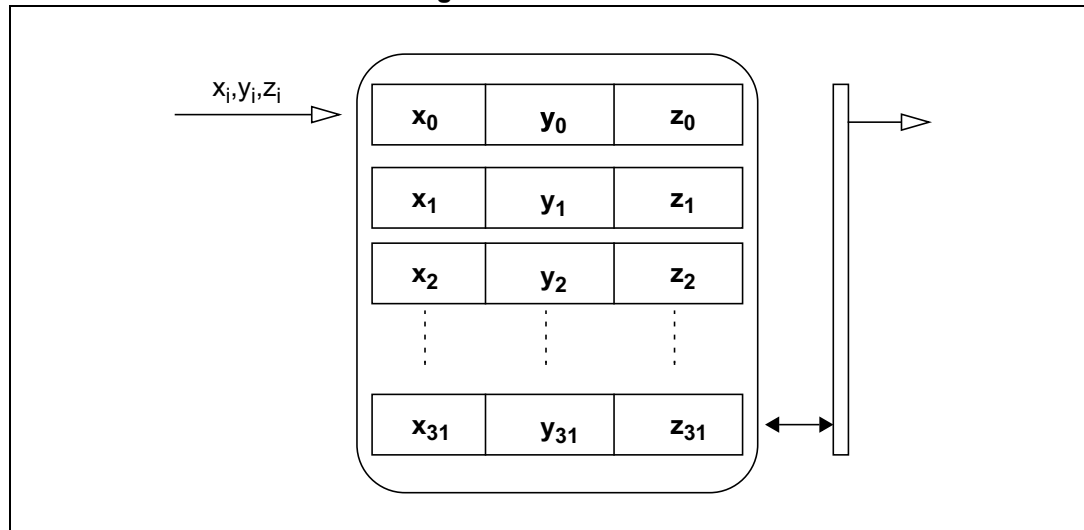 xᵢ,yᵢ,zᵢ
x₀ y₀ z₀
x₁ y₁ z₁
x₂ y₂ z₂
x₃₁ y₃₁ z₃₁